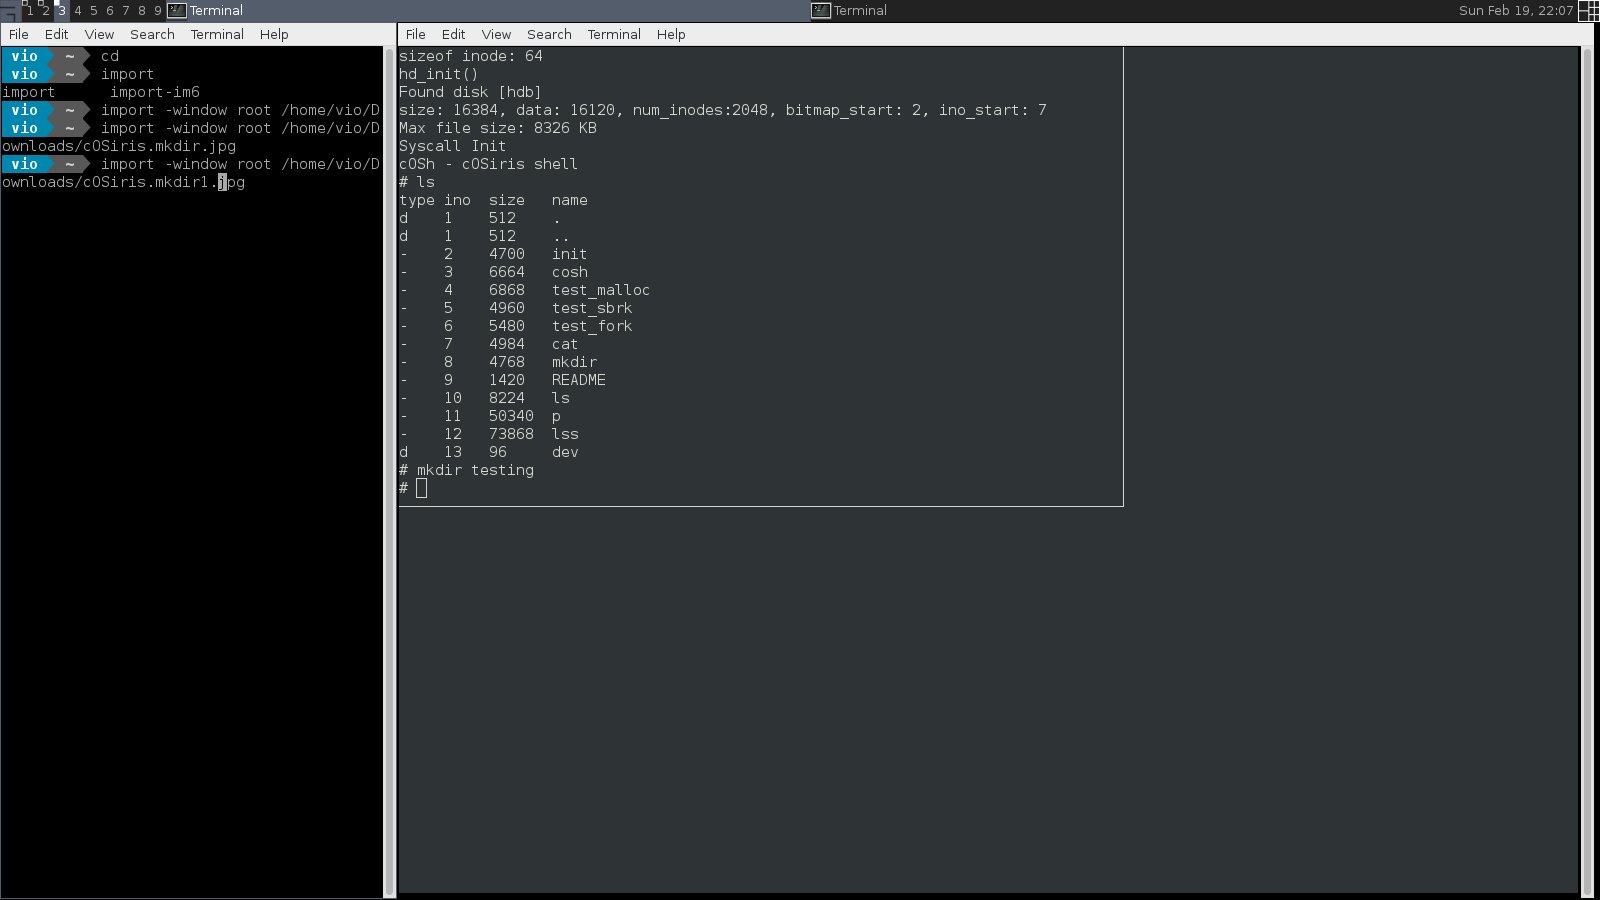 1 2 3 4 5 6 7 8 9 Terminal Terminal Sun Feb 19, 22:07
File Edit View Search Terminal Help
vio ~ cd
vio ~ import
import import-im6
vio ~ import -window root /home/vio/D
vio ~ import -window root /home/vio/D
ownloads/cOSiris.mkdir.jpg
vio ~ import -window root /home/vio/D
ownloads/cOSiris.mkdir1.jpg
File Edit View Search Terminal Help
sizeof inode: 64
hd_init()
Found disk [hdb]
size: 16384, data: 16120, num_inodes:2048, bitmap_start: 2, ino_start: 7
Max file size: 8326 KB
Syscall Init
cOSh - cOSiris shell
# ls
type ino size name
d 1 512 .
d 1 512 ..
- 2 4700 init
- 3 6664 cosh
- 4 6868 test_malloc
- 5 4960 test_sbrk
- 6 5480 test_fork
- 7 4984 cat
- 8 4768 mkdir
- 9 1420 README
- 10 8224 ls
- 11 50340 p
- 12 73868 lss
d 13 96 dev
# mkdir testing
#